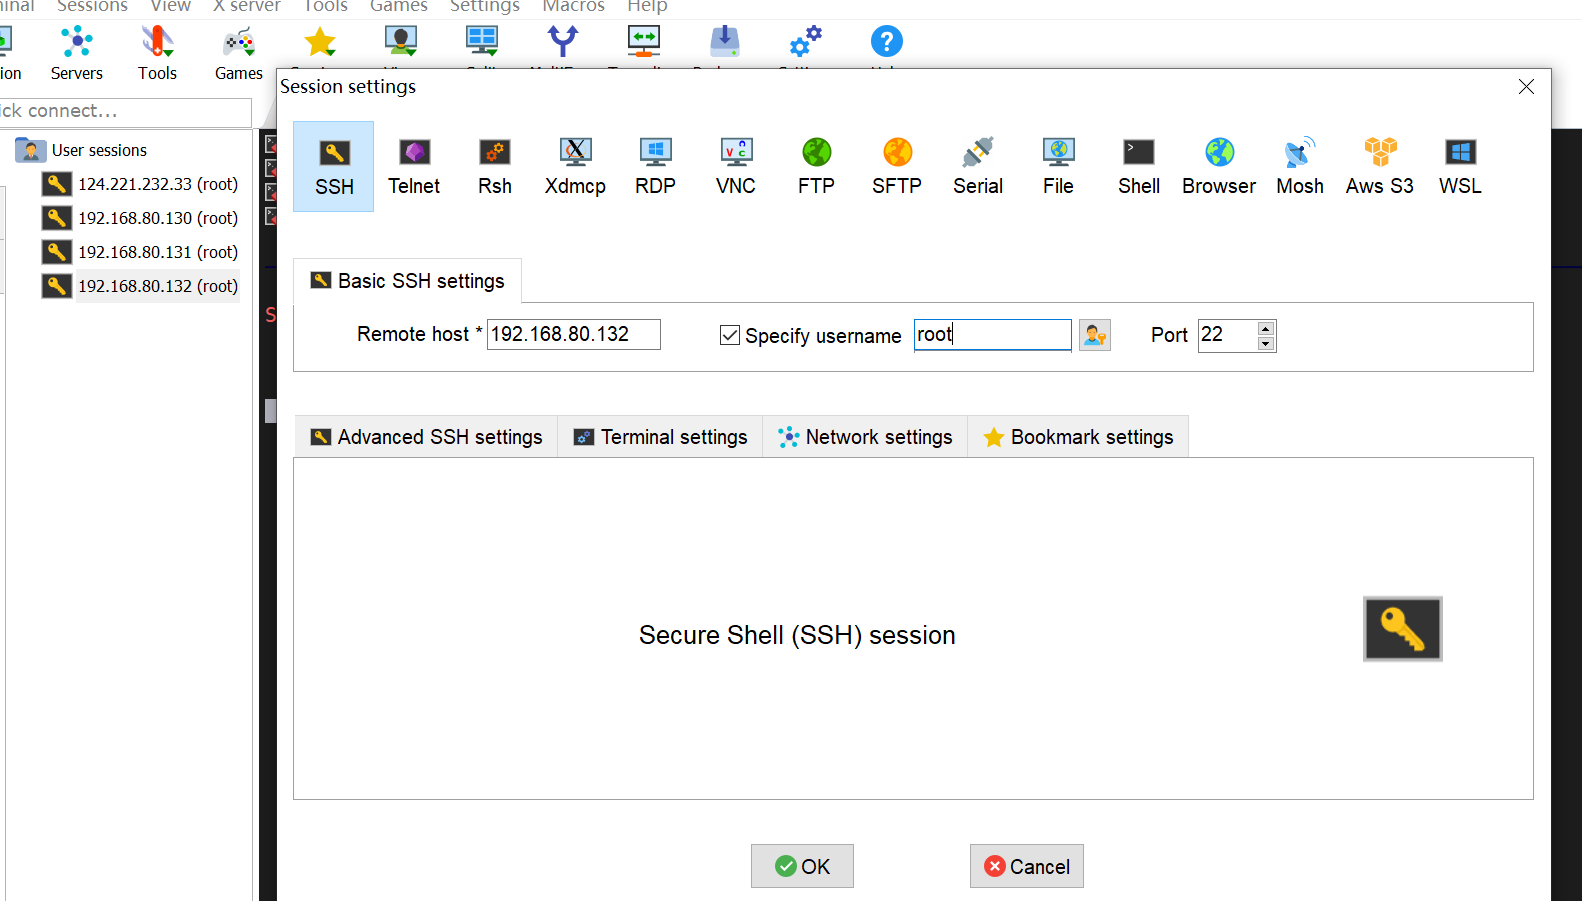 Sessions View X server Tools Games Settings Macros Help
Servers Tools Games
Session settings
User sessions
124.221.232.33 (root)
192.168.80.130 (root)
192.168.80.131 (root)
192.168.80.132 (root)
SSH Telnet Rsh Xdmcp RDP VNC FTP SFTP Serial File Shell Browser Mosh Aws S3 WSL
Basic SSH settings
Remote host * 192.168.80.132 Specify username root Port 22
Advanced SSH settings Terminal settings Network settings Bookmark settings
Secure Shell (SSH) session
OK Cancel